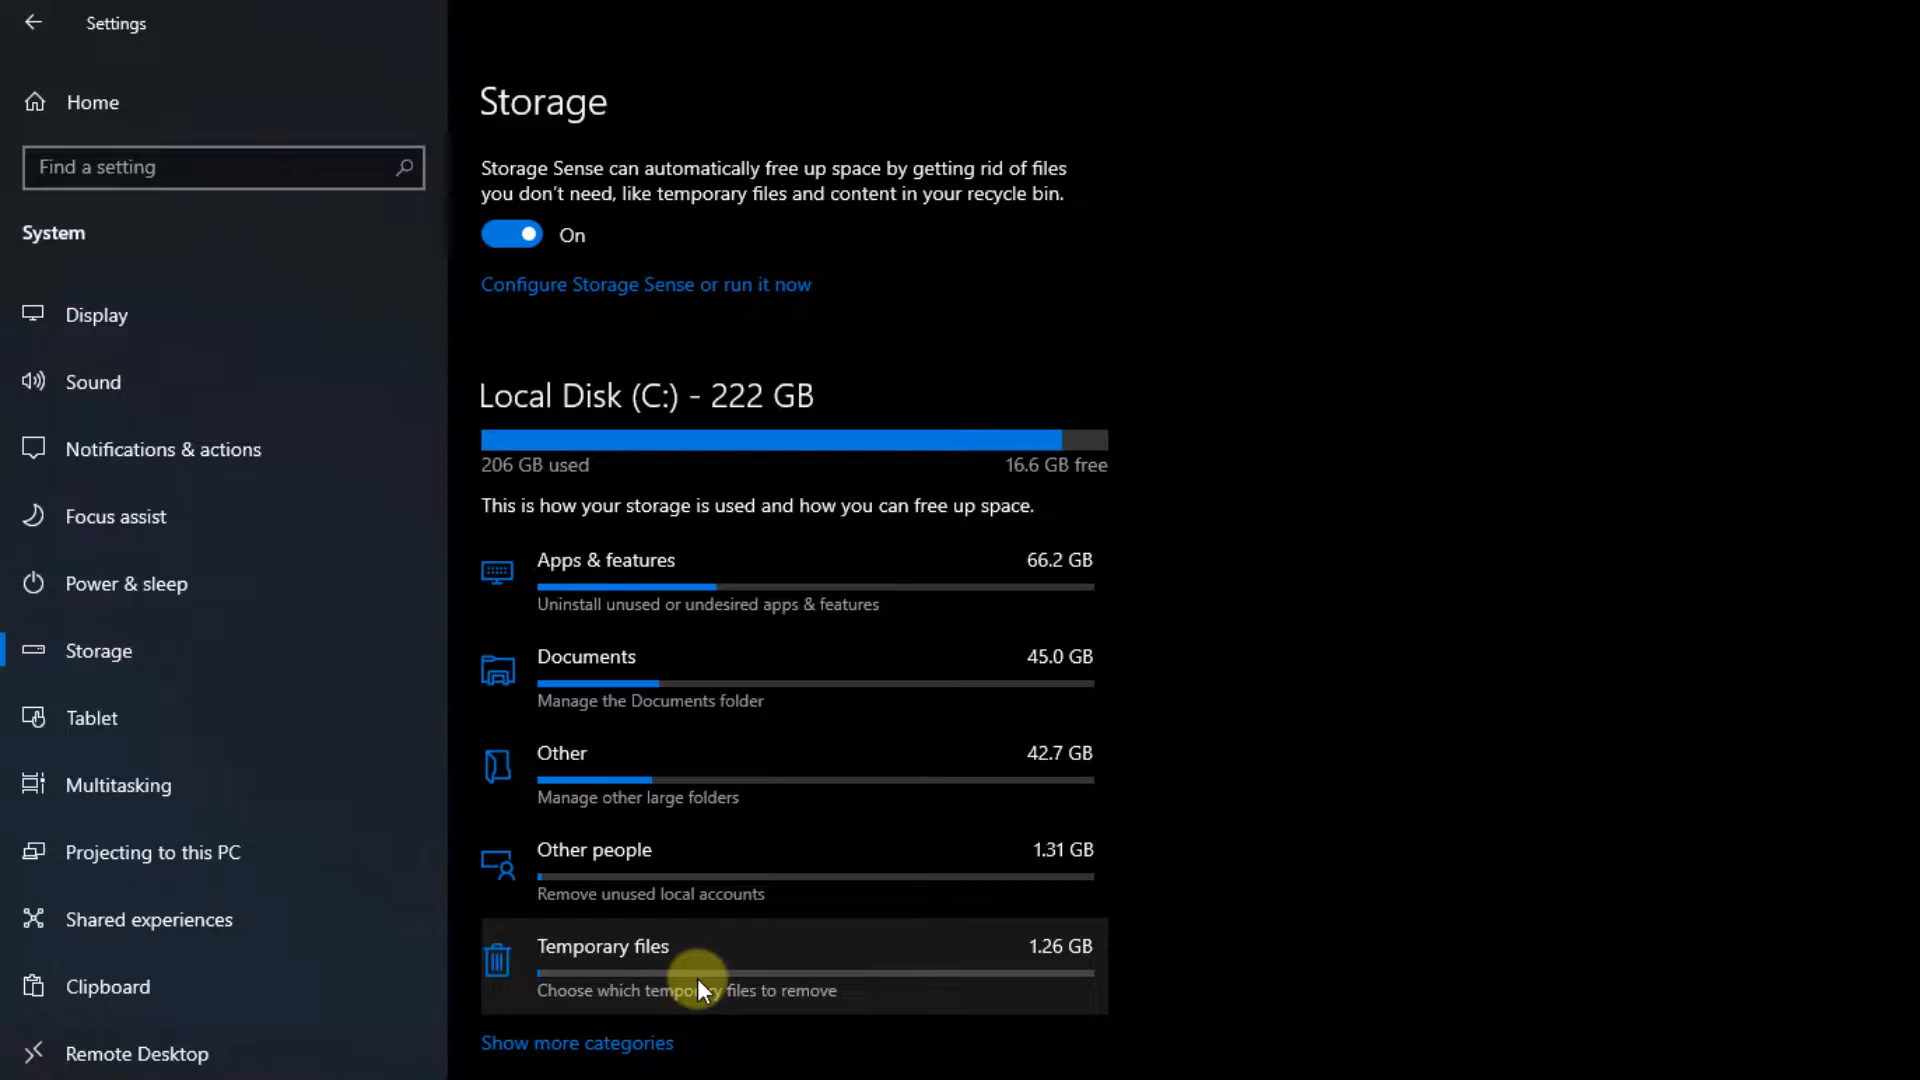 Settings
Home
Find a setting
System
Display
Sound
Notifications & actions
Focus assist
Power & sleep
Storage
Tablet
Multitasking
Projecting to this PC
Shared experiences
Clipboard
Remote Desktop
Storage
Storage Sense can automatically free up space by getting rid of files
you don't need, like temporary files and content in your recycle bin.
On
Configure Storage Sense or run it now
Local Disk (C:) - 222 GB
206 GB used 16.6 GB free
This is how your storage is used and how you can free up space.
Apps & features 66.2 GB
Uninstall unused or undesired apps & features
Documents 45.0 GB
Manage the Documents folder
Other 42.7 GB
Manage other large folders
Other people 1.31 GB
Remove unused local accounts
Temporary files 1.26 GB
Choose which temporary files to remove
Show more categories